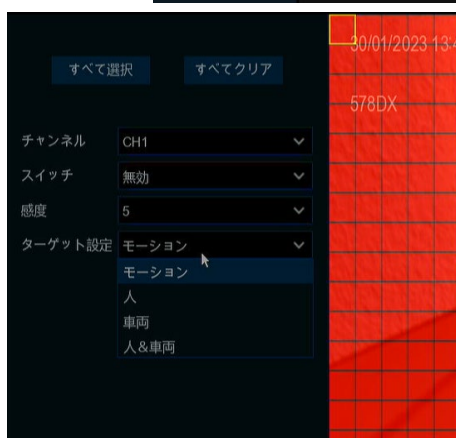 すべて選択 すべてクリア
チャンネル CH1
スイッチ 無効
感度 5
ターゲット設定 モーション
モーション
人
車両
人&車両
30/01/2023 13:4
578DX